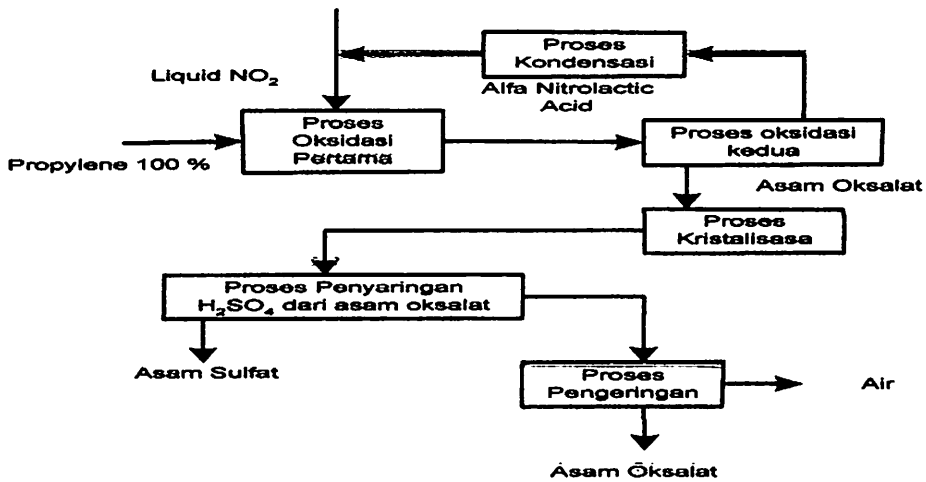 Proses
Kondensasi
Liquid NO₂
Alfa Nitrolactic
Acid
Proses
Oksidasi
Pertama
Proses oksidasi
kedua
Propylene 100 %
Asam Oksalat
Proses
Kristalisasa
Proses Penyaringan
H₂SO₄ dari asam oksalat
Asam Sulfat
Proses
Pengeringan
Air
Asam Oksalat